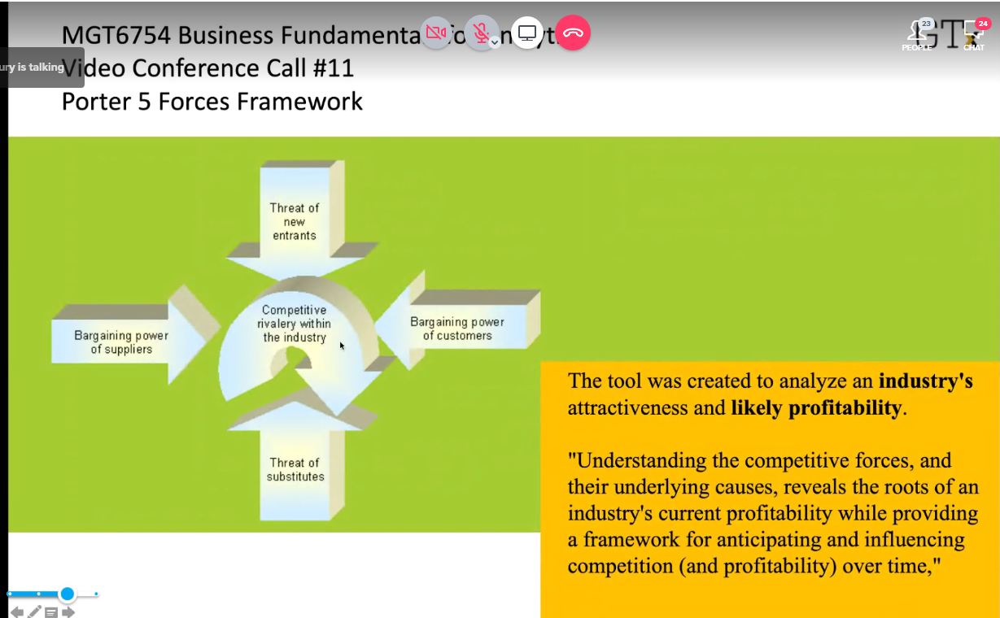 MGT6754 Business Fundamenta
Video Conference Call #11
Porter 5 Forces Framework
ury is talking
23
PEOPLE
24
CHAT
GTx
Threat of
new
entrants
Competitive
rivalery within
the industry
Bargaining power
of suppliers
Bargaining power
of customers
Threat of
substitutes
The tool was created to analyze an industry's
attractiveness and likely profitability.
"Understanding the competitive forces, and
their underlying causes, reveals the roots of an
industry's current profitability while providing
a framework for anticipating and influencing
competition (and profitability) over time,"